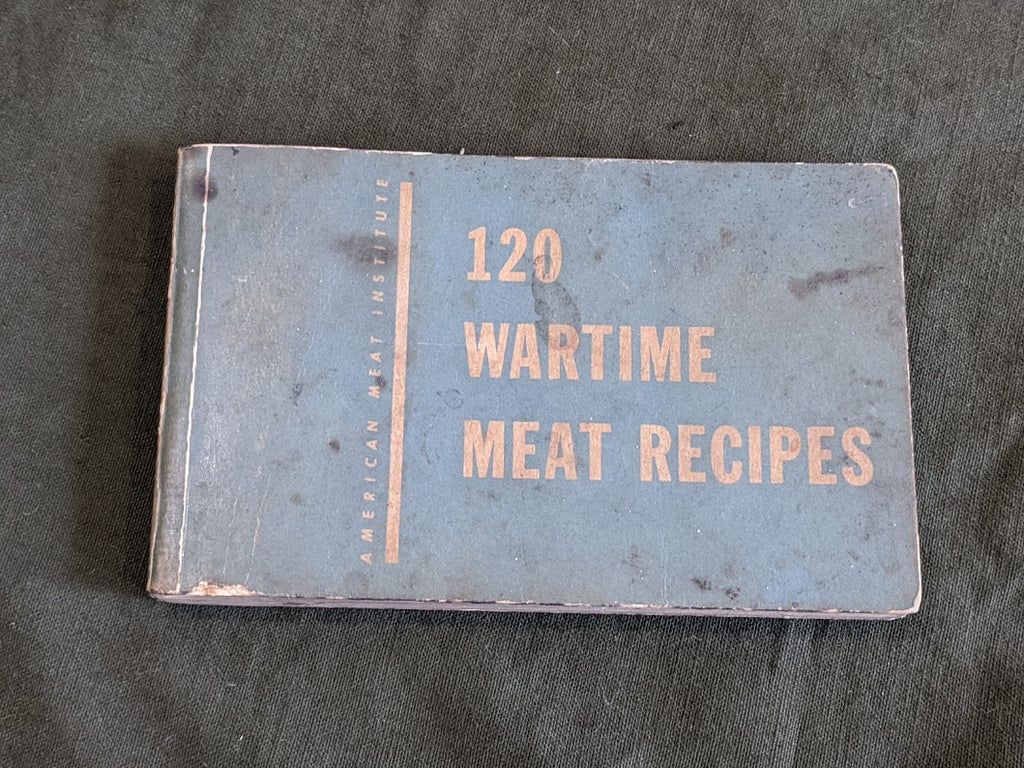 AMERICAN MEAT INSTITUTE
120
WARTIME
MEAT RECIPES